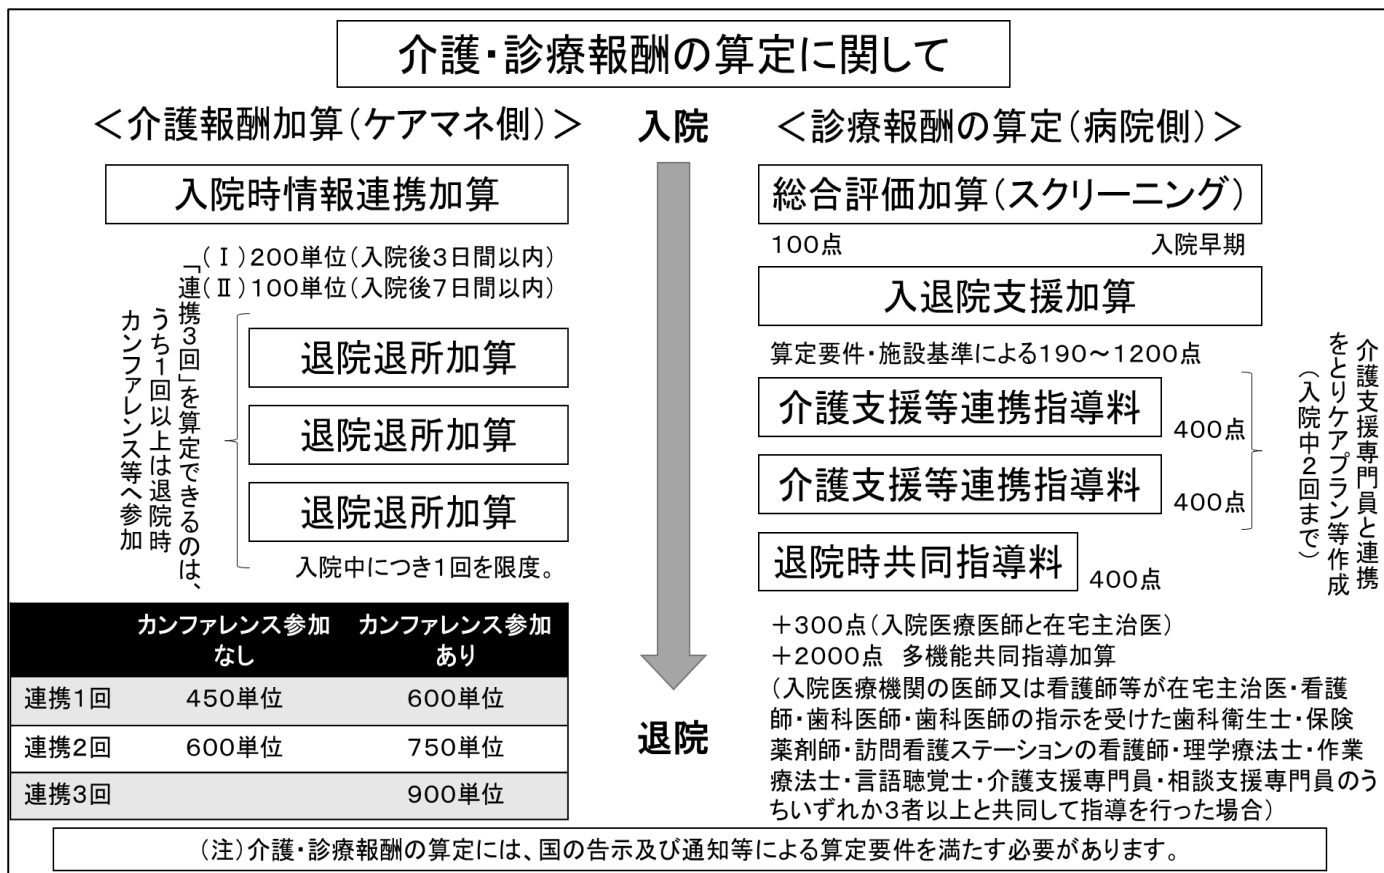 介護・診療報酬の算定に関して
＜介護報酬加算（ケアマネ側）＞
入院時情報連携加算
（Ⅰ）200単位（入院後3日間以内）
（Ⅱ）100単位（入院後7日間以内）
「連携3回」を算定できるのは、
うち1回以上は退院時
カンファレンス等へ参加
退院退所加算
退院退所加算
退院退所加算
入院中につき1回を限度。
カンファレンス参加なし カンファレンス参加あり
連携1回 450単位 600単位
連携2回 600単位 750単位
連携3回 900単位
入院
退院
＜診療報酬の算定（病院側）＞
総合評価加算（スクリーニング）
100点 入院早期
入退院支援加算
算定要件・施設基準による190～1200点
介護支援等連携指導料 400点
介護支援等連携指導料 400点
介護支援専門員と連携
をとりケアプラン等作成
（入院中2回まで）
退院時共同指導料 400点
＋300点（入院医療医師と在宅主治医）
＋2000点 多機能共同指導加算
（入院医療機関の医師又は看護師等が在宅主治医・看護
師・歯科医師・歯科医師の指示を受けた歯科衛生士・保険
薬剤師・訪問看護ステーションの看護師・理学療法士・作業
療法士・言語聴覚士・介護支援専門員・相談支援専門員のう
ちいずれか3者以上と共同して指導を行った場合）
（注）介護・診療報酬の算定には、国の告示及び通知等による算定要件を満たす必要があります。